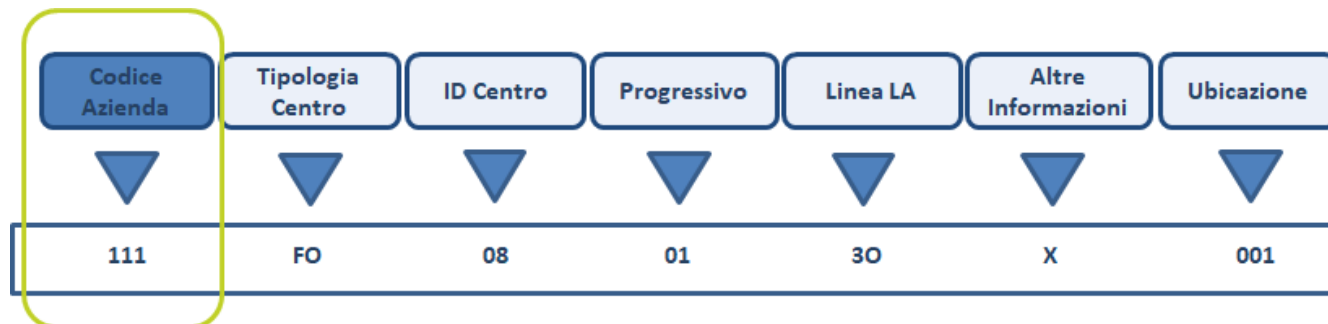 Codice Azienda
Tipologia Centro
ID Centro
Progressivo
Linea LA
Altre Informazioni
Ubicazione
111
FO
08
01
3O
X
001